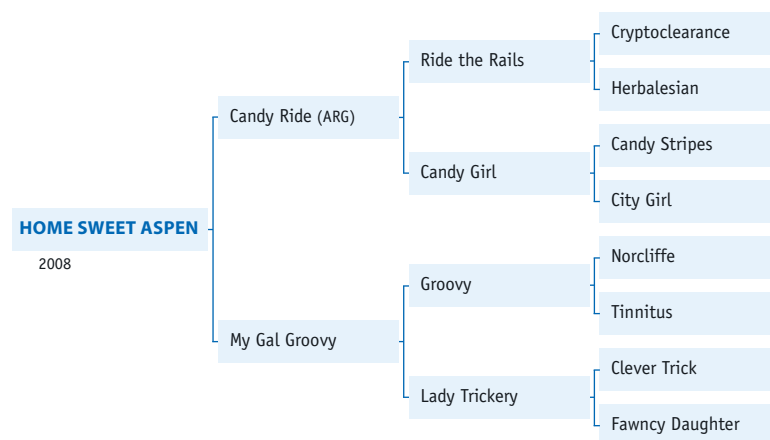 Cryptoclearance
Ride the Rails
Herbalesian
Candy Ride (ARG)
Candy Stripes
Candy Girl
City Girl
HOME SWEET ASPEN
2008
Norcliffe
Groovy
Tinnitus
My Gal Groovy
Clever Trick
Lady Trickery
Fawncy Daughter